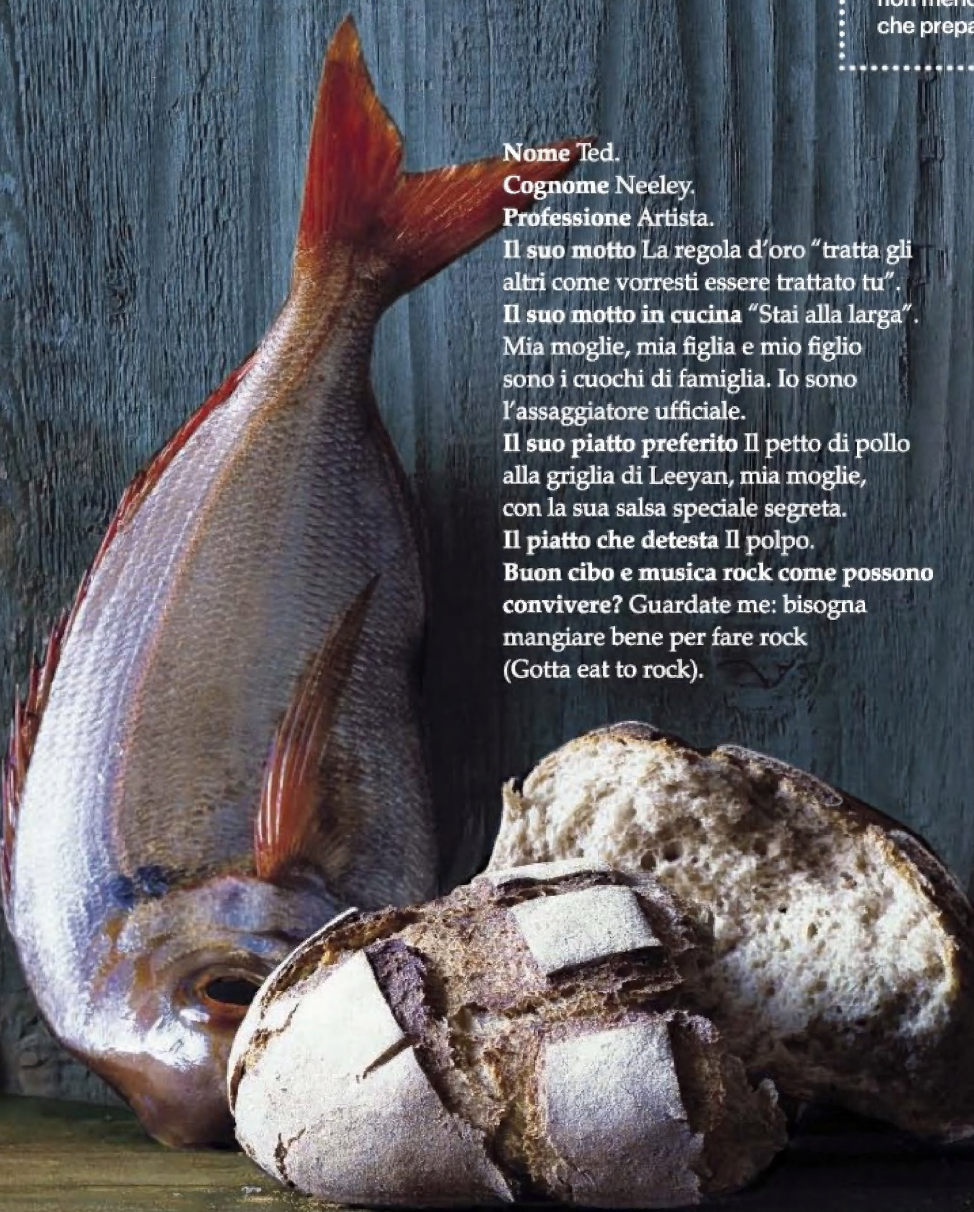 che prepa
Nome Ted.
Cognome Neeley.
Professione Artista.
Il suo motto La regola d'oro “tratta gli
altri come vorresti essere trattato tu”.
Il suo motto in cucina “Stai alla larga”.
Mia moglie, mia figlia e mio figlio
sono i cuochi di famiglia. Io sono
l'assaggiatore ufficiale.
Il suo piatto preferito Il petto di pollo
alla griglia di Leeyan, mia moglie,
con la sua salsa speciale segreta.
Il piatto che detesta Il polpo.
Buon cibo e musica rock come possono
convivere? Guardate me: bisogna
mangiare bene per fare rock
(Gotta eat to rock).